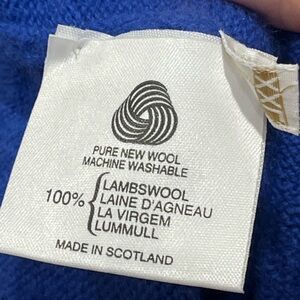 PURE NEW WOOL
MACHINE WASHABLE
100%
LAMBSWOOL
LAINE D'AGNEAU
LA VIRGEM
LUMMULL
MADE IN SCOTLAND